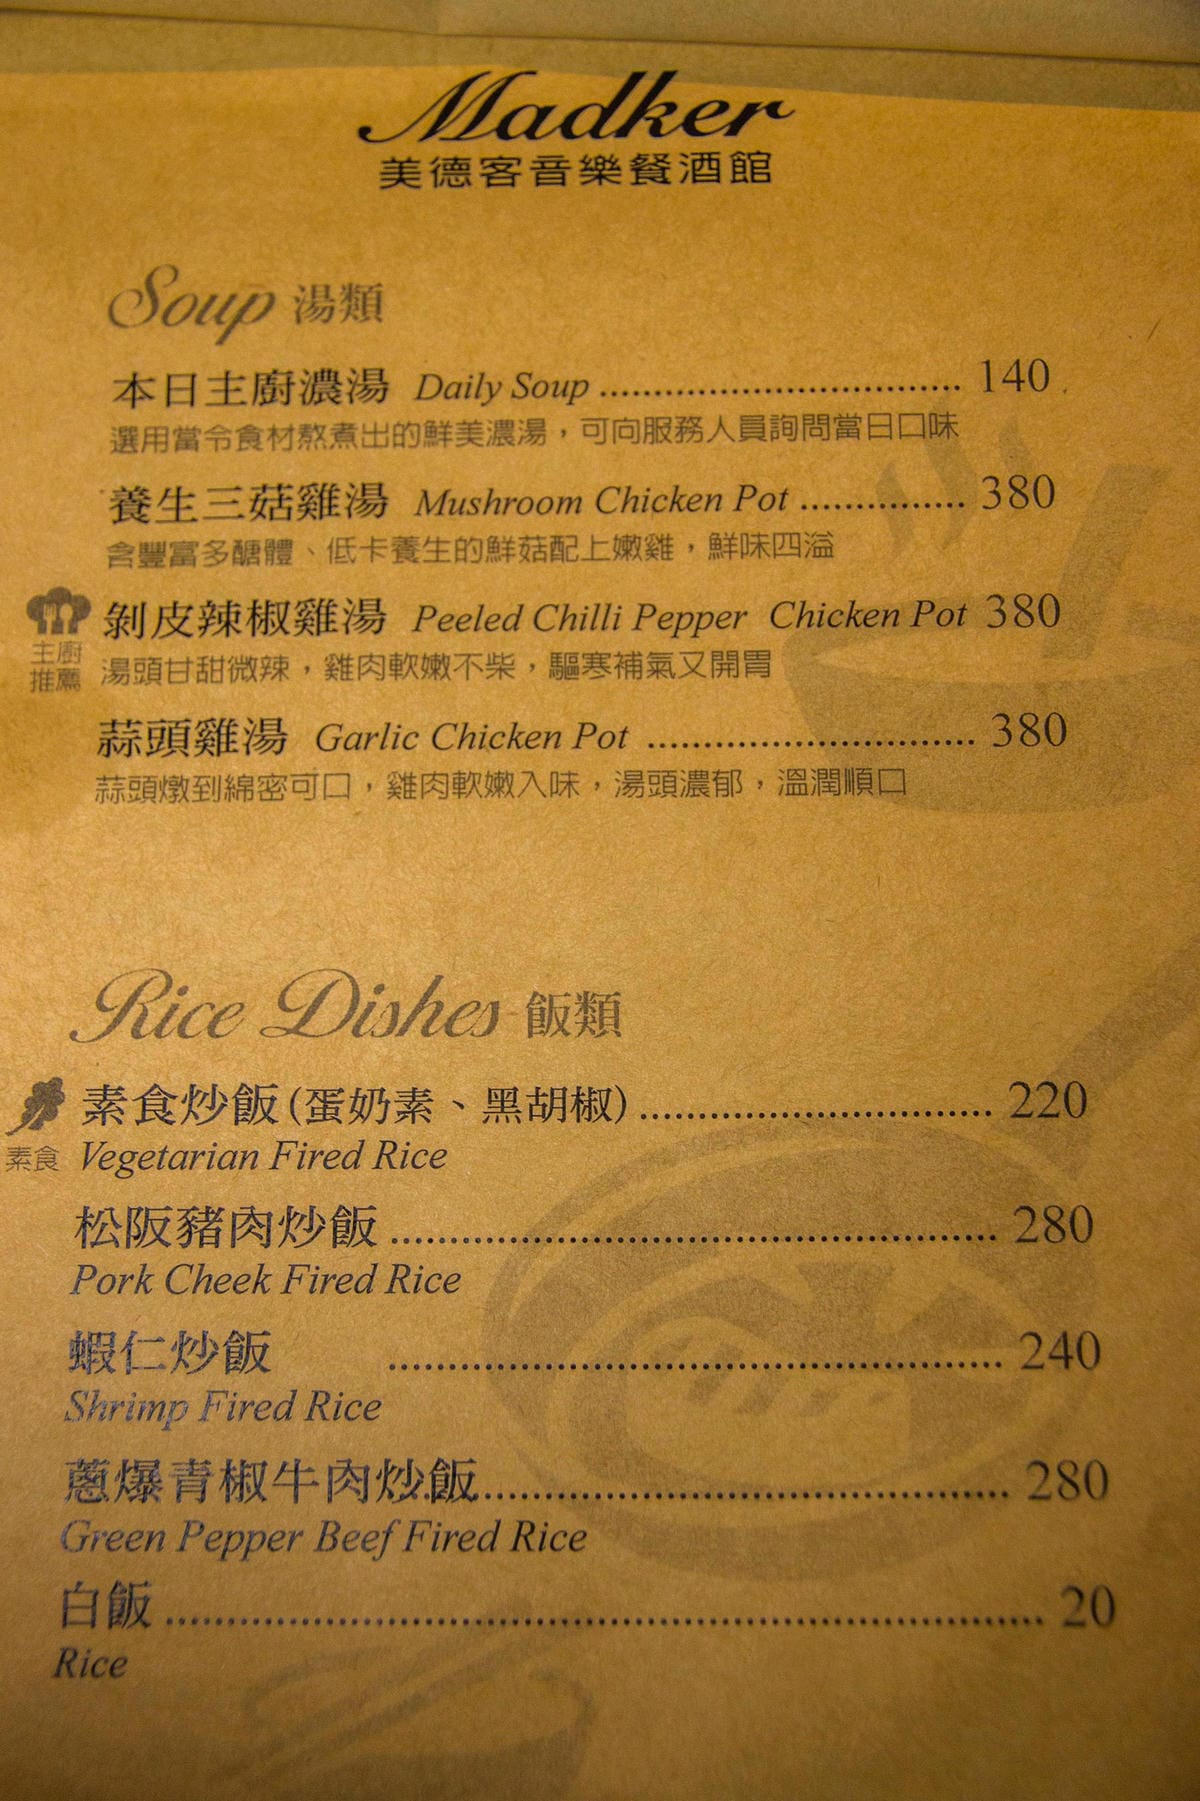 Madker
美德客音樂餐酒館
Soup 湯類
本日主廚濃湯 Daily Soup ................................. 140
選用當令食材熬煮出的鮮美濃湯，可向服務人員詢問當日口味
養生三菇雞湯 Mushroom Chicken Pot ............... 380
含豐富多醣體、低卡養生的鮮菇配上嫩雞，鮮味四溢
主廚推薦
剝皮辣椒雞湯 Peeled Chilli Pepper Chicken Pot 380
湯頭甘甜微辣，雞肉軟嫩不柴，驅寒補氣又開胃
蒜頭雞湯 Garlic Chicken Pot .............................. 380
蒜頭燉到綿密可口，雞肉軟嫩入味，湯頭濃郁，溫潤順口
Rice Dishes 飯類
素食炒飯(蛋奶素、黑胡椒) ............................... 220
素食 Vegetarian Fired Rice
松阪豬肉炒飯 ..................................................... 280
Pork Cheek Fired Rice
蝦仁炒飯 ..................................................... 240
Shrimp Fired Rice
蔥爆青椒牛肉炒飯.............................................. 280
Green Pepper Beef Fired Rice
白飯 ............................................................................ 20
Rice